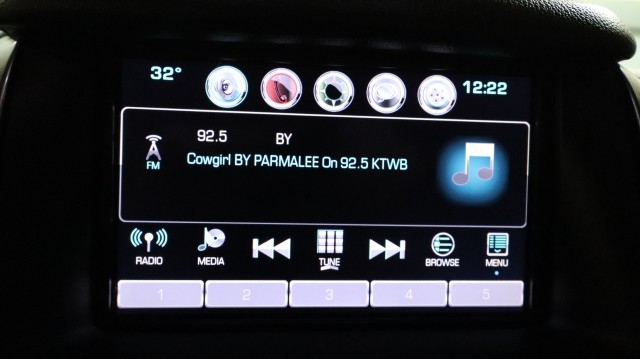 32° 12:22
92.5 BY
Cowgirl BY PARMALEE On 92.5 KTWB
FM
RADIO MEDIA TUNE BROWSE MENU
1 2 3 4 5